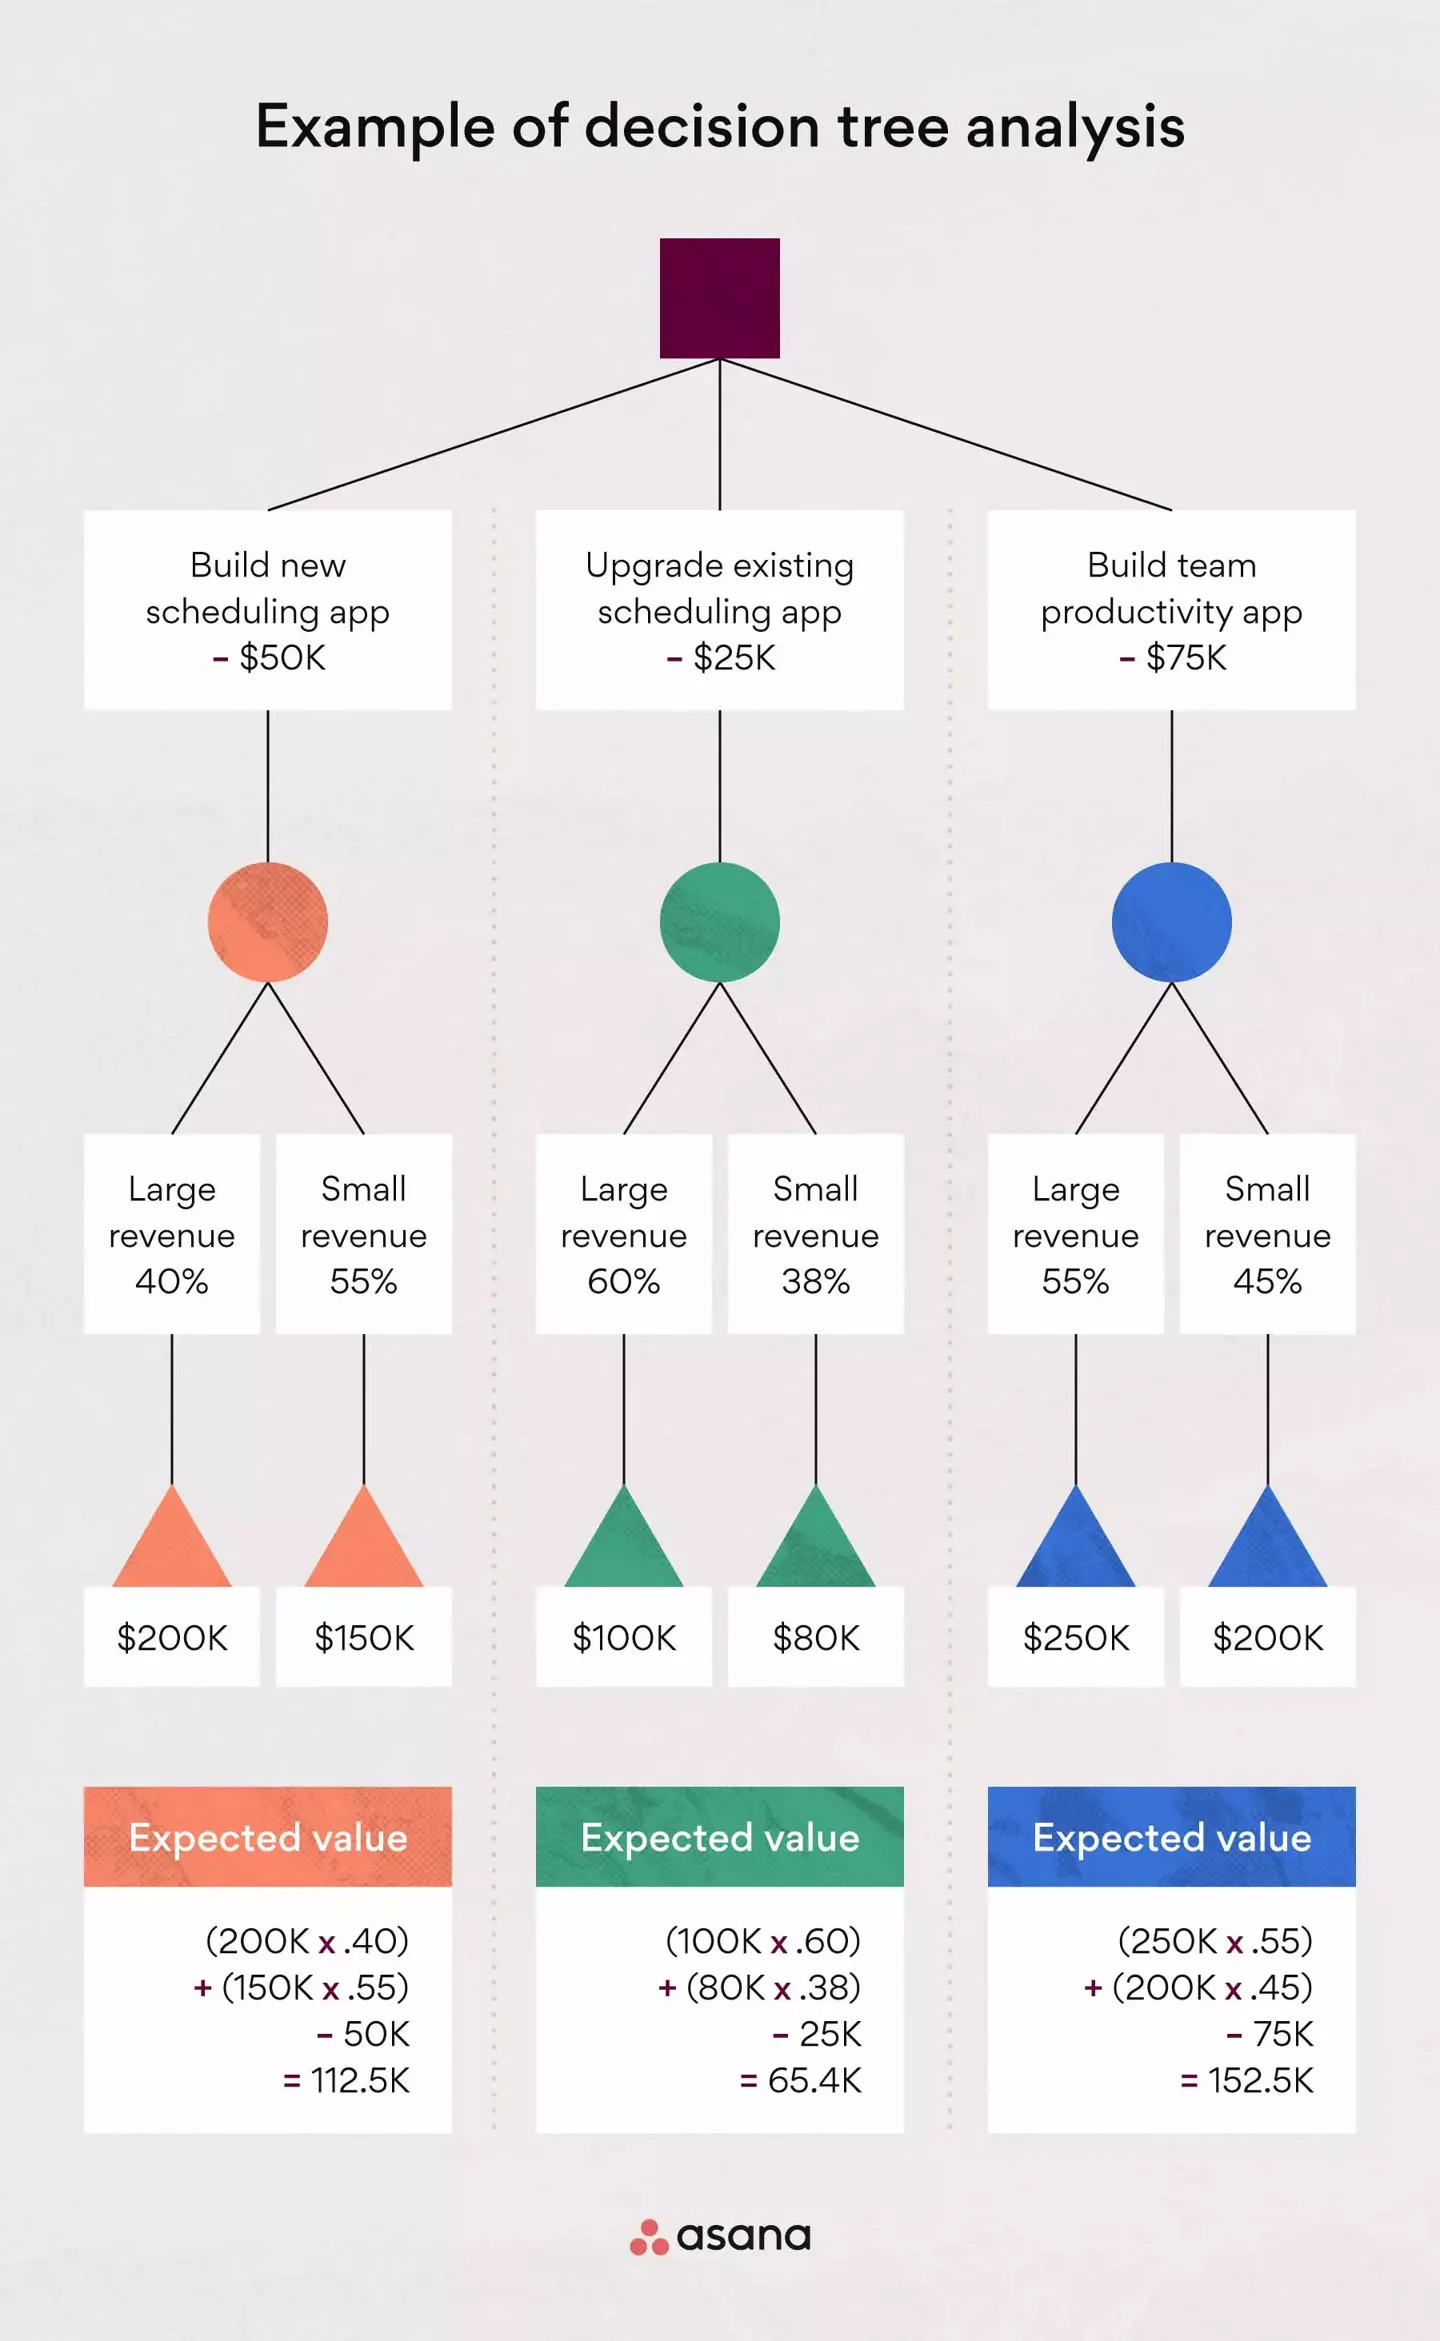 Example of decision tree analysis
Build new
scheduling app
– $50K
Upgrade existing
scheduling app
– $25K
Build team
productivity app
– $75K
Large
revenue
40%
Small
revenue
55%
Large
revenue
60%
Small
revenue
38%
Large
revenue
55%
Small
revenue
45%
$200K
$150K
$100K
$80K
$250K
$200K
Expected value
(200K x .40)
+ (150K x .55)
– 50K
= 112.5K
Expected value
(100K x .60)
+ (80K x .38)
– 25K
= 65.4K
Expected value
(250K x .55)
+ (200K x .45)
– 75K
= 152.5K
asana